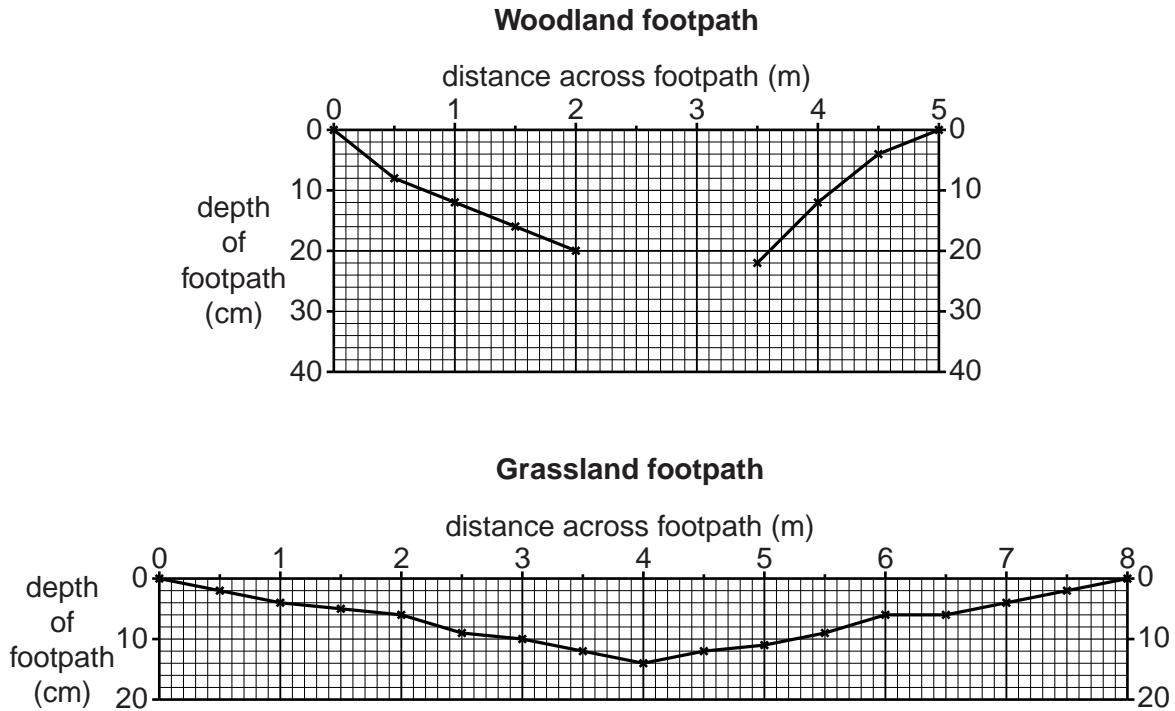 Woodland footpath
distance across footpath (m)
0 1 2 3 4 5
0 0
10 10
depth
of
footpath
(cm)
20 20
30 30
40 40
Grassland footpath
distance across footpath (m)
0 1 2 3 4 5 6 7 8
0 0
depth
of
footpath
(cm)
10 10
20 20